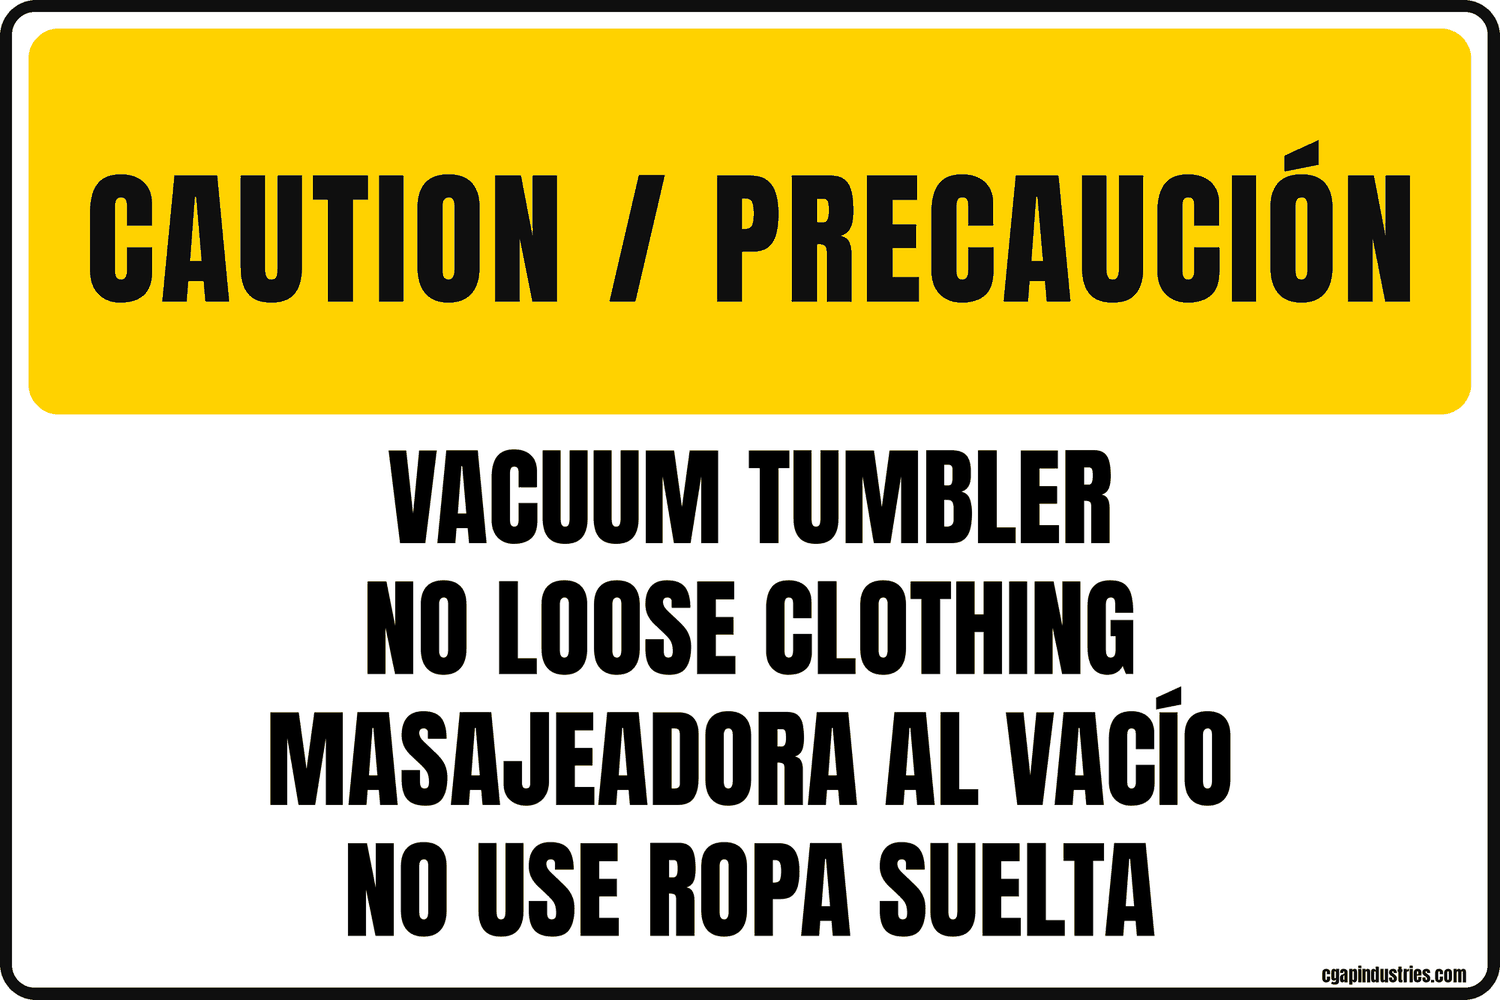 CAUTION / PRECAUCIÓN
VACUUM TUMBLER
NO LOOSE CLOTHING
MASAJEADORA AL VACÍO
NO USE ROPA SUELTA
cgapindustries.com